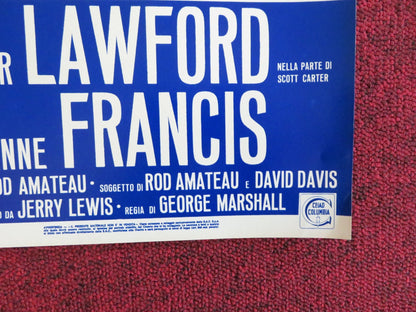 R LAWFORD
NELLA PARTE DI
SCOTT CARTER
NNE FRANCIS
OD AMATEAU · SOGGETTO DI ROD AMATEAU E DAVID DAVIS
O DA JERRY LEWIS · REGIA DI GEORGE MARSHALL
CEIAD
COLUMBIA